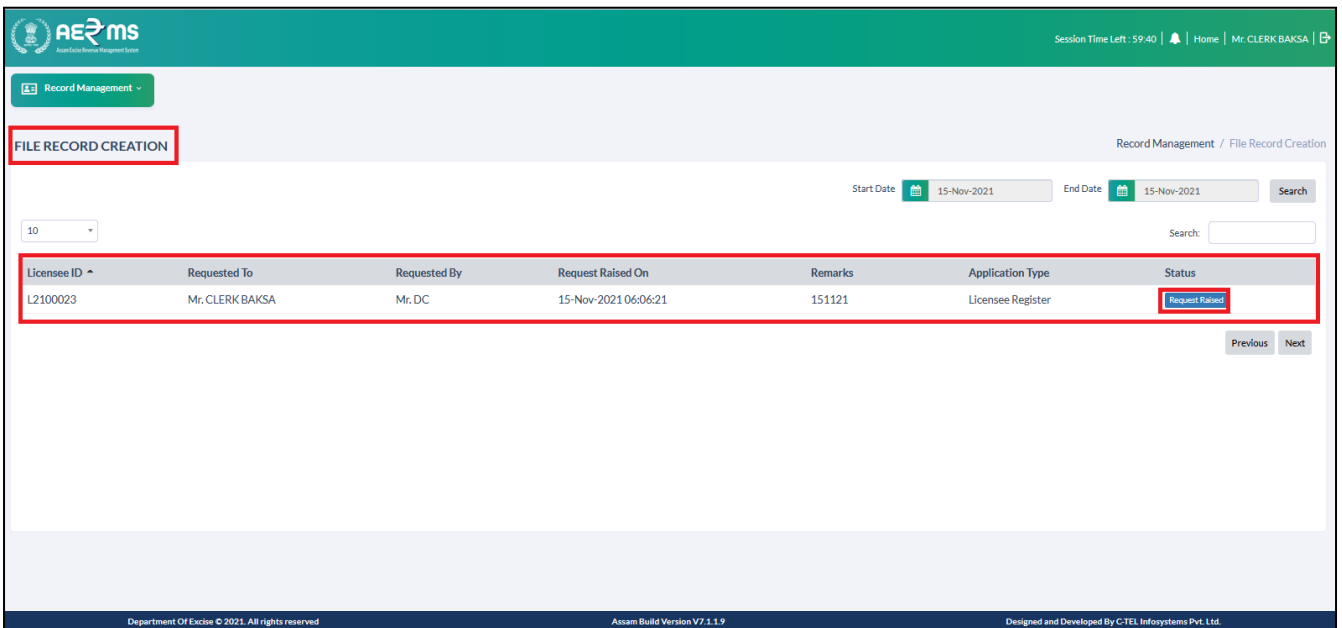 AERMS
Assam Excise Revenue Management System
Session Time Left : 59:40 | Home | Mr. CLERK BAKSA |
Record Management
FILE RECORD CREATION
Record Management / File Record Creation
Start Date 15-Nov-2021 End Date 15-Nov-2021 Search
10 Search:
Licensee ID Requested To Requested By Request Raised On Remarks Application Type Status
L2100023 Mr. CLERK BAKSA Mr. DC 15-Nov-2021 06:06:21 151121 Licensee Register Request Raised
Previous Next
Department Of Excise © 2021. All rights reserved Assam Build Version V7.1.1.9 Designed and Developed By C-TEL Infosystems Pvt. Ltd.